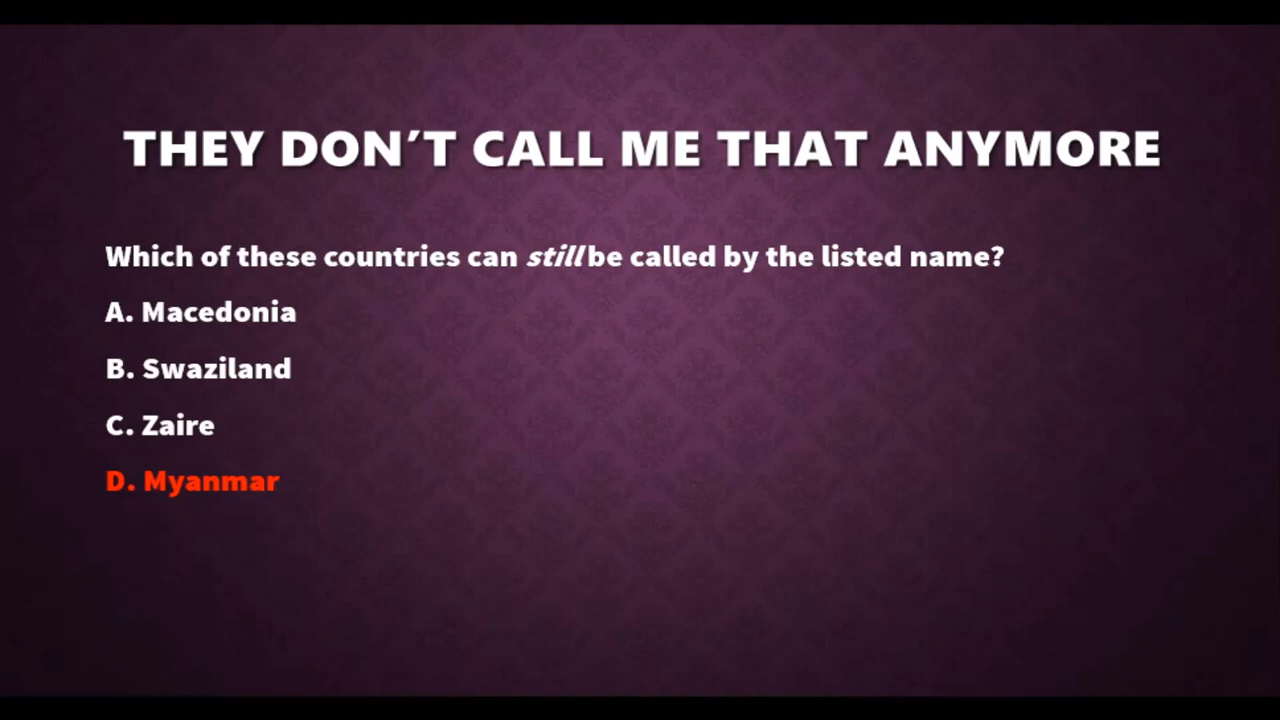 THEY DON'T CALL ME THAT ANYMORE
Which of these countries can still be called by the listed name?
A. Macedonia
B. Swaziland
C. Zaire
D. Myanmar